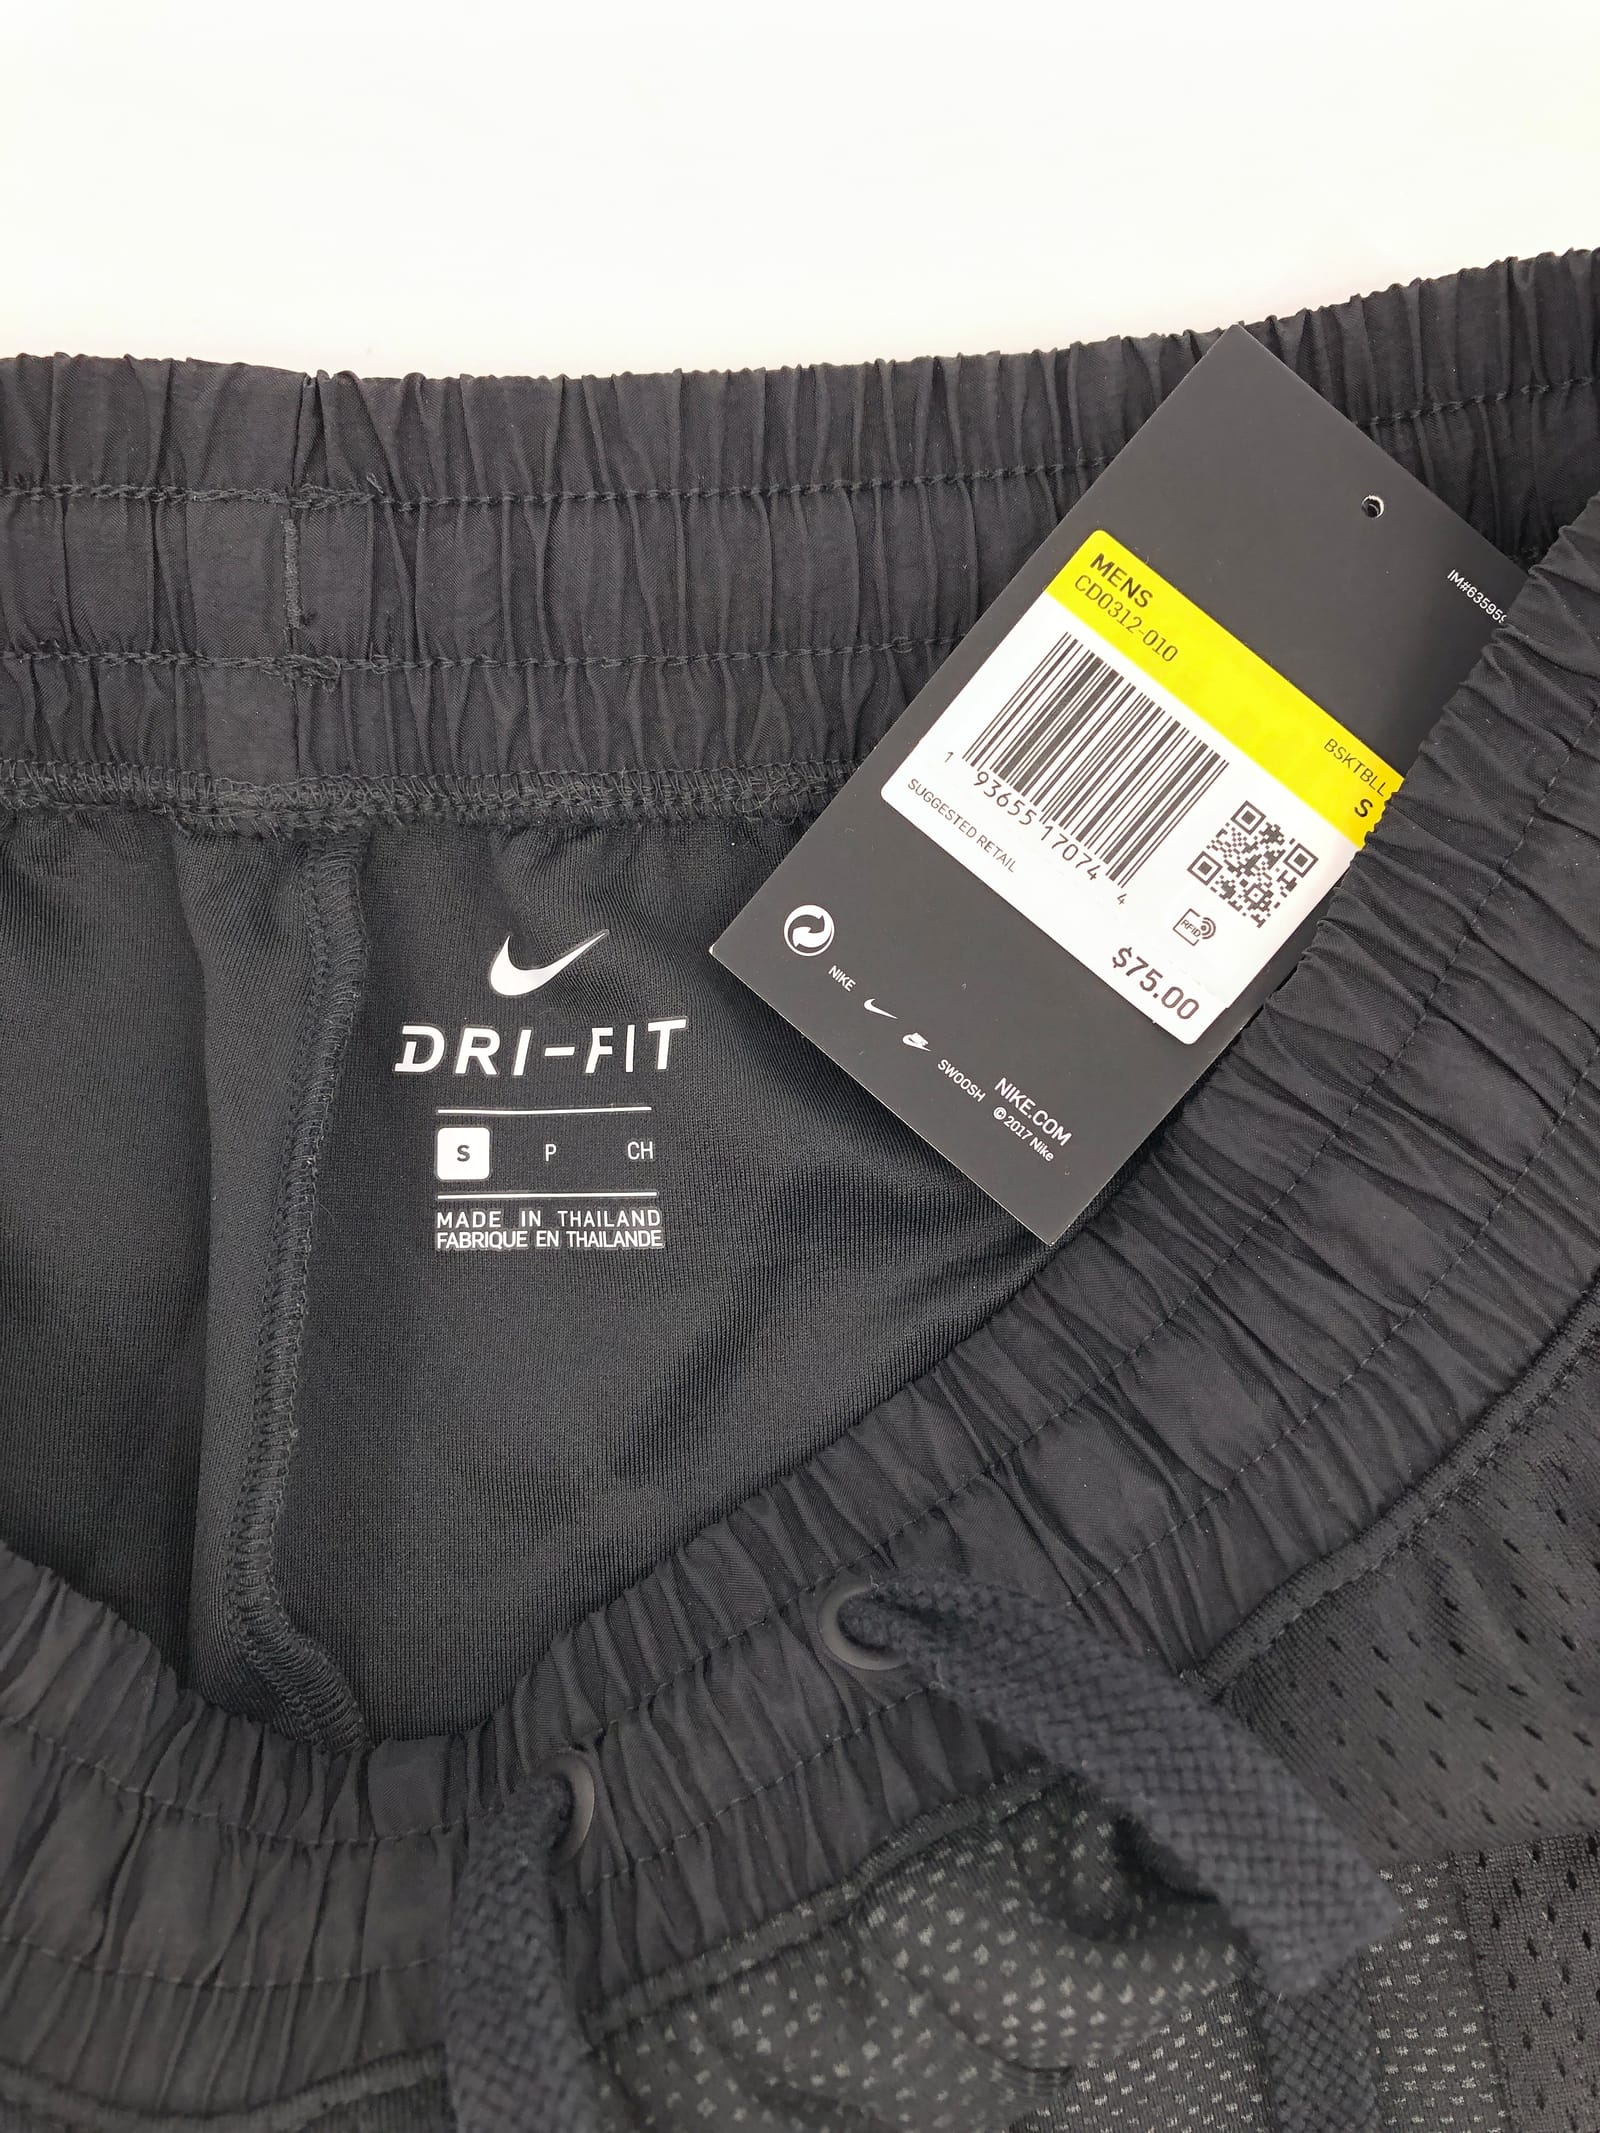 MENS
CD0312-010
BSKTBLL
S
1 93655 17074 4
SUGGESTED RETAIL
RFID
$75.00
NIKE
SWOOSH
NIKE.COM
© 2017 Nike
DRI-FIT
S P CH
MADE IN THAILAND
FABRIQUE EN THAILANDE